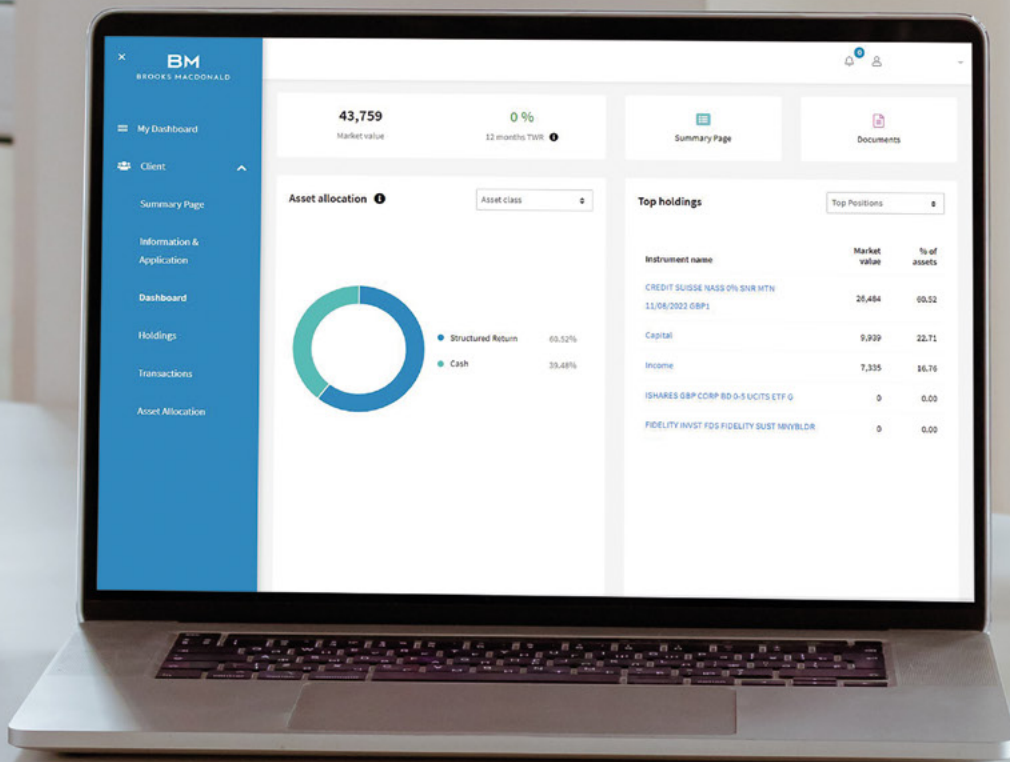 BM
BROOKS MACDONALD
My Dashboard
Client
Summary Page
Information &
Application
Dashboard
Holdings
Transactions
Asset Allocation
0
43,759
Market value
0 %
12 months TWR
Summary Page
Documents
Asset allocation
Asset class
Structured Return 60.52%
Cash 39.48%
Top holdings
Top Positions
Instrument name Market value % of assets
CREDIT SUISSE NASS 0% SNR MTN
11/08/2022 GBP1 26,484 60.52
Capital 9,939 22.71
Income 7,335 16.76
ISHARES GBP CORP BD 0-5 UCITS ETF G 0 0.00
FIDELITY INVST FDS FIDELITY SUST MNYBLDR 0 0.00